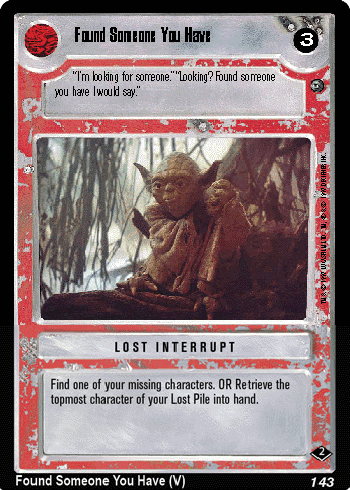 Found Someone You Have
3
"I'm looking for someone." "Looking? Found someone
you have I would say."
LOST INTERRUPT
Find one of your missing characters. OR Retrieve the
topmost character of your Lost Pile into hand.
2
Found Someone You Have (V)
143